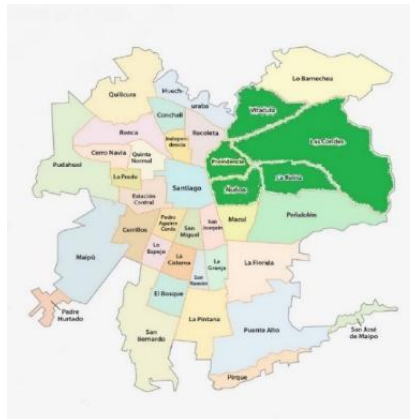 Lo Barnechea
Quilicura
Huech-
uraba
Vitacura
Conchalí
Las Condes
Renca
Indepen-
dencia
Recoleta
Cerro Navia
Quinta
Normal
Providencia
Pudahuel
Lo Prado
La Reina
Santiago
Ñuñoa
Estación
Central
Peñalolén
Pedro
Aguirre
Cerda
San
Miguel
San
Joaquín
Macul
Cerrillos
Maipú
Lo
Espejo
La
Cisterna
La
Granja
La Florida
San
Ramón
El Bosque
Padre
Hurtado
La Pintana
San
Bernardo
Puente Alto
San José
de Maipo
Pirque